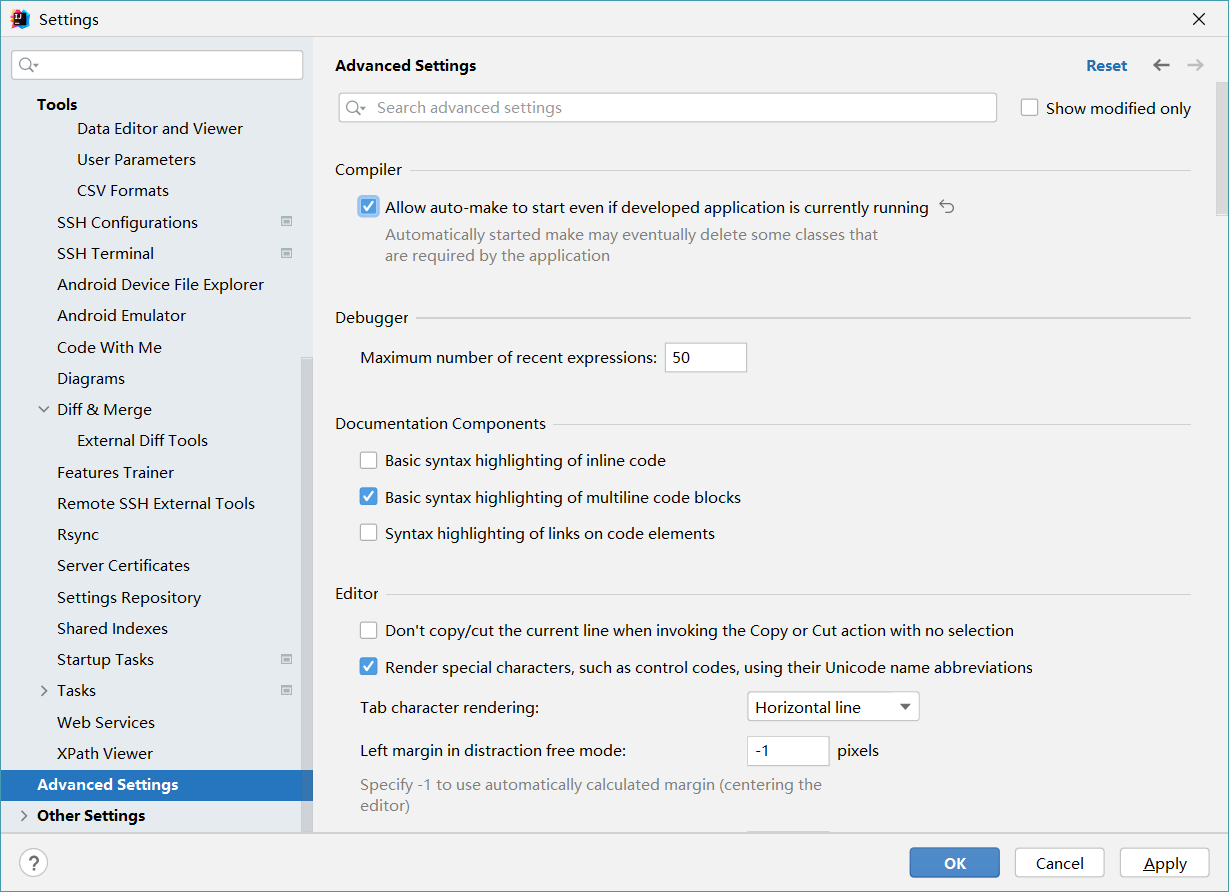 Settings
Advanced Settings
Reset
Search advanced settings
Show modified only
Tools
Data Editor and Viewer
User Parameters
CSV Formats
SSH Configurations
SSH Terminal
Android Device File Explorer
Android Emulator
Code With Me
Diagrams
Diff & Merge
External Diff Tools
Features Trainer
Remote SSH External Tools
Rsync
Server Certificates
Settings Repository
Shared Indexes
Startup Tasks
Tasks
Web Services
XPath Viewer
Advanced Settings
Other Settings
Compiler
Allow auto-make to start even if developed application is currently running
Automatically started make may eventually delete some classes that
are required by the application
Debugger
Maximum number of recent expressions: 50
Documentation Components
Basic syntax highlighting of inline code
Basic syntax highlighting of multiline code blocks
Syntax highlighting of links on code elements
Editor
Don't copy/cut the current line when invoking the Copy or Cut action with no selection
Render special characters, such as control codes, using their Unicode name abbreviations
Tab character rendering: Horizontal line
Left margin in distraction free mode: -1 pixels
Specify -1 to use automatically calculated margin (centering the
editor)
?
OK
Cancel
Apply